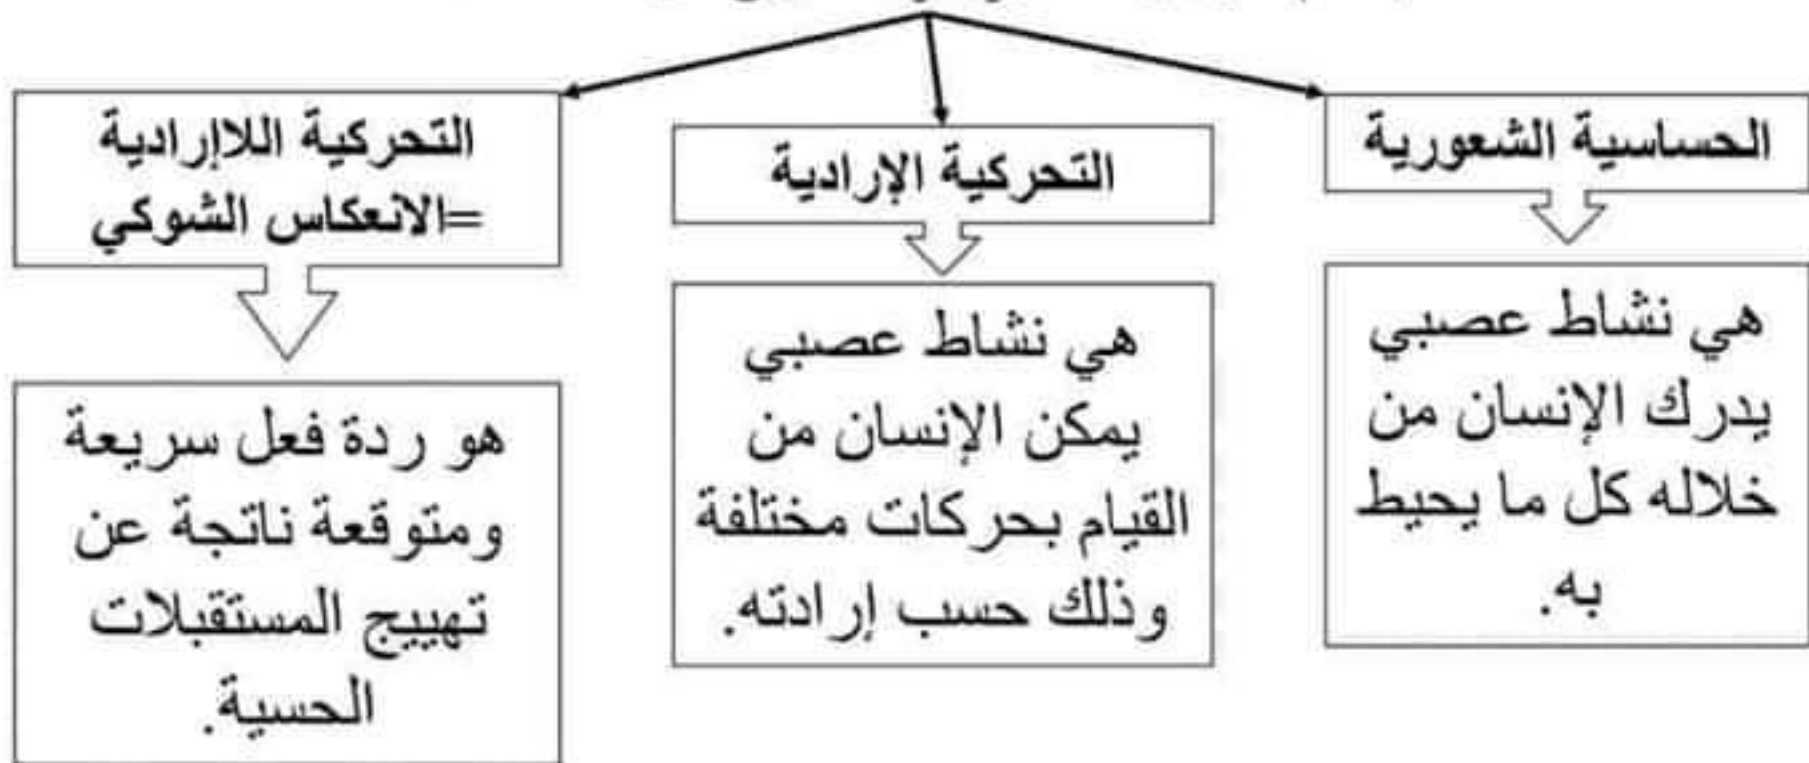 الحساسية الشعورية
هي نشاط عصبي
يدرك الإنسان من
خلاله كل ما يحيط
به.
التحركية الإرادية
هي نشاط عصبي
يمكن الإنسان من
القيام بحركات مختلفة
وذلك حسب إرادته.
التحركية اللاإرادية
=الانعكاس الشوكي
هو ردة فعل سريعة
ومتوقعة ناتجة عن
تهييج المستقبلات
الحسية.